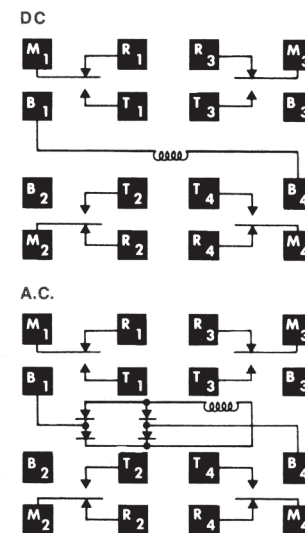 DC
M1 R1 R3 M3
B1 T1 T3 B3
B2 T2 T4 B4
M2 R2 R4 M4
A.C.
M1 R1 R3 M3
B1 T1 T3 B3
B2 T2 T4 B4
M2 R2 R4 M4